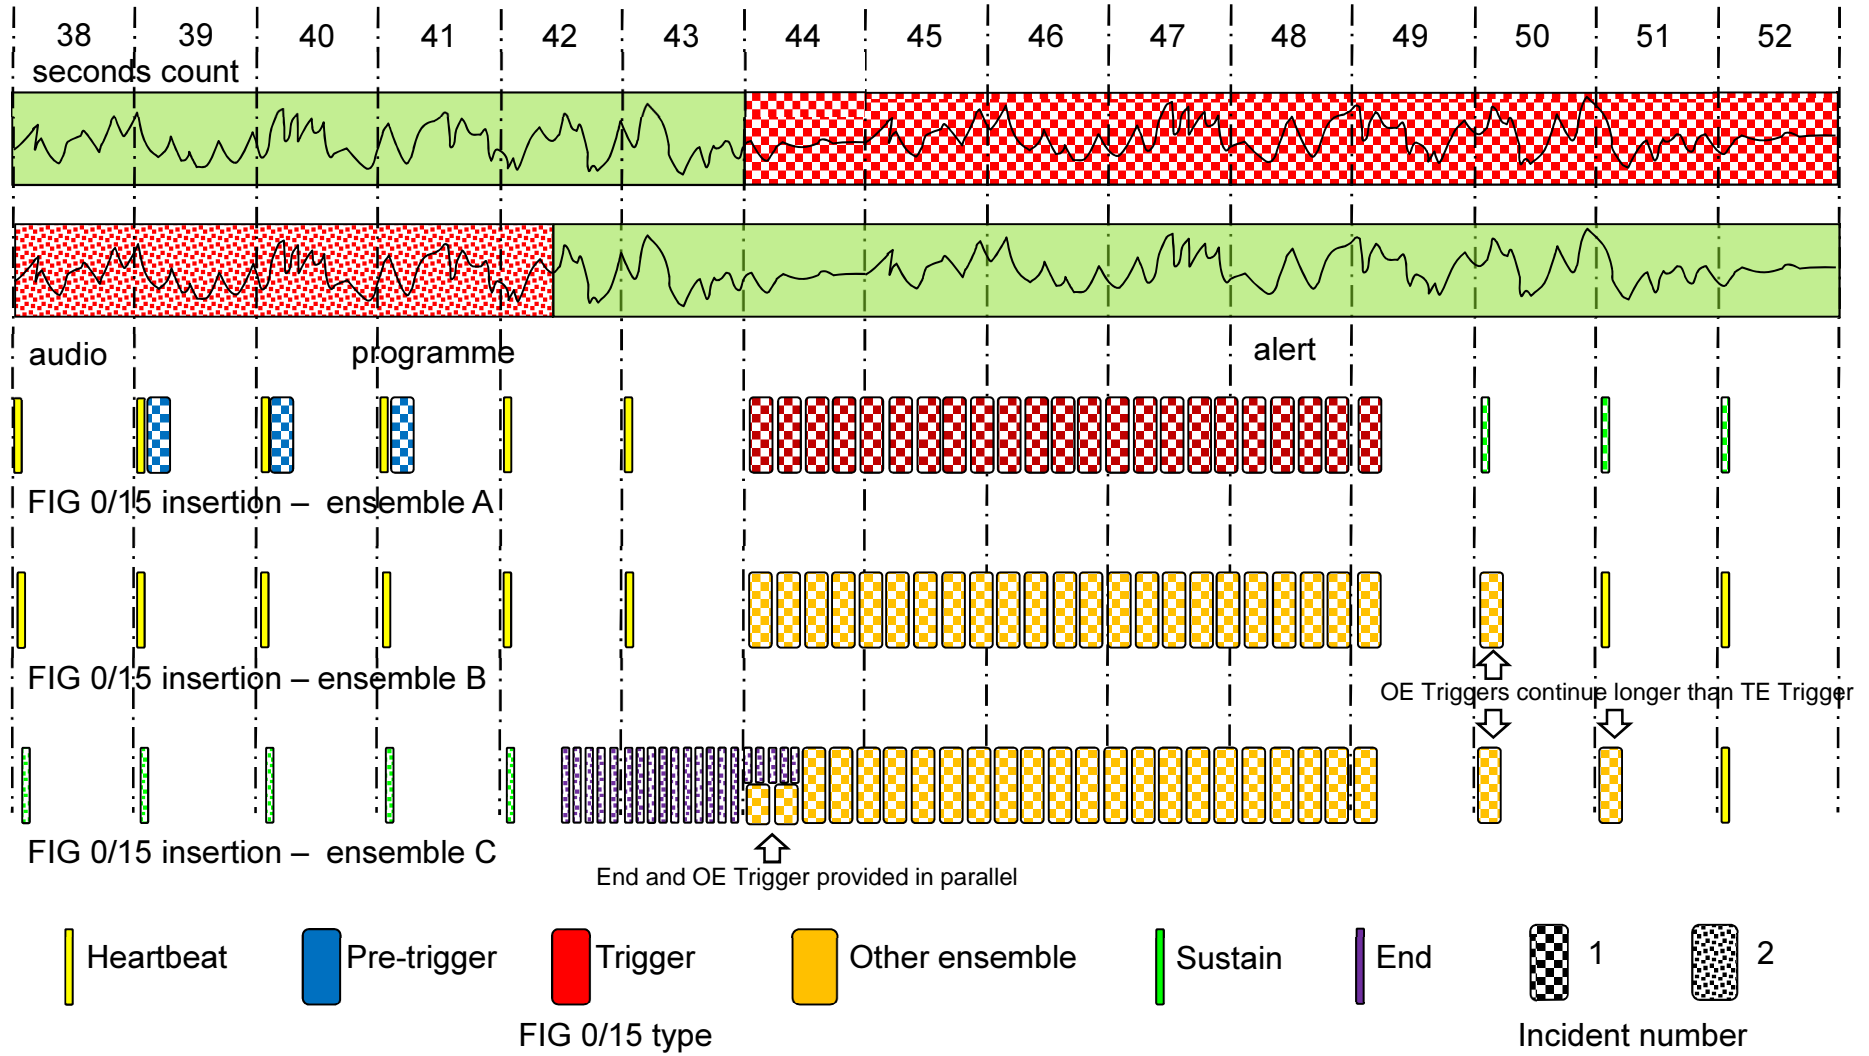 38 39 40 41 42 43 44 45 46 47 48 49 50 51 52
seconds count
audio programme alert
FIG 0/15 insertion – ensemble A
FIG 0/15 insertion – ensemble B
OE Triggers continue longer than TE Trigger
FIG 0/15 insertion – ensemble C
End and OE Trigger provided in parallel
Heartbeat Pre-trigger Trigger Other ensemble Sustain End 1 2
FIG 0/15 type Incident number